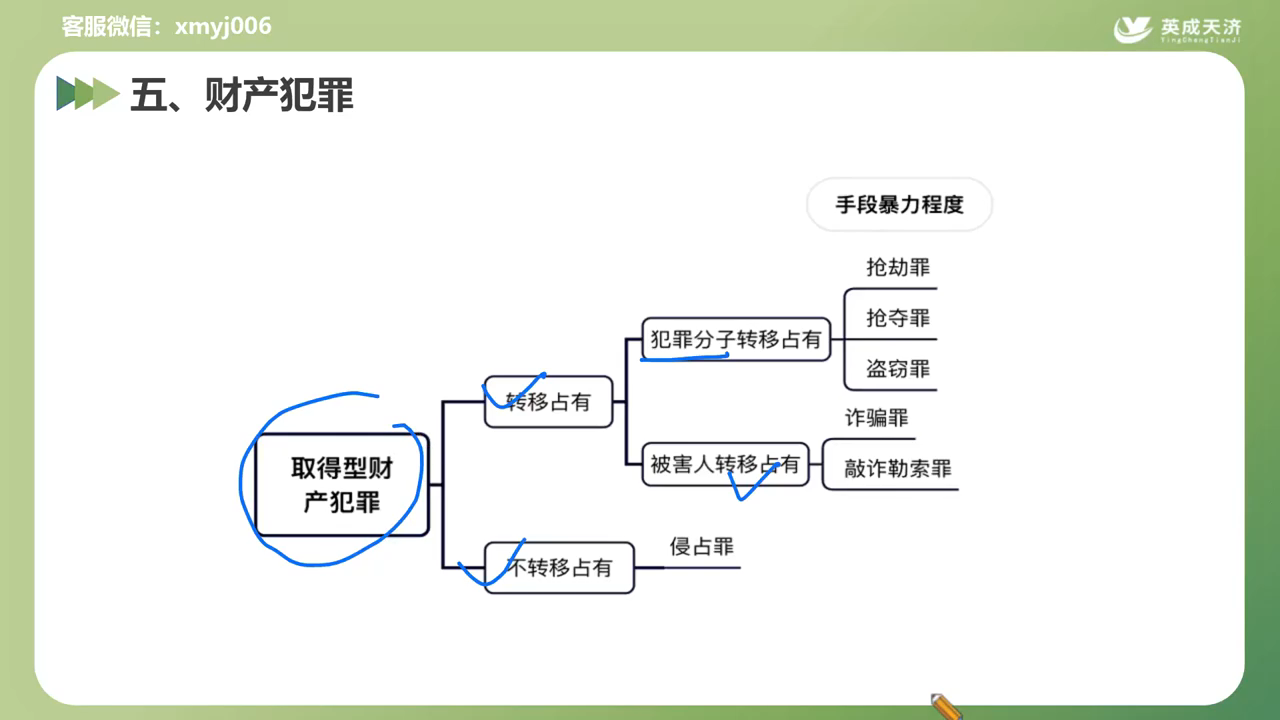 客服微信：xmyj006
英成天济
YingChengTianJi
五、财产犯罪
手段暴力程度
抢劫罪
抢夺罪
犯罪分子转移占有
盗窃罪
转移占有
诈骗罪
被害人转移占有
敲诈勒索罪
取得型财
产犯罪
侵占罪
不转移占有